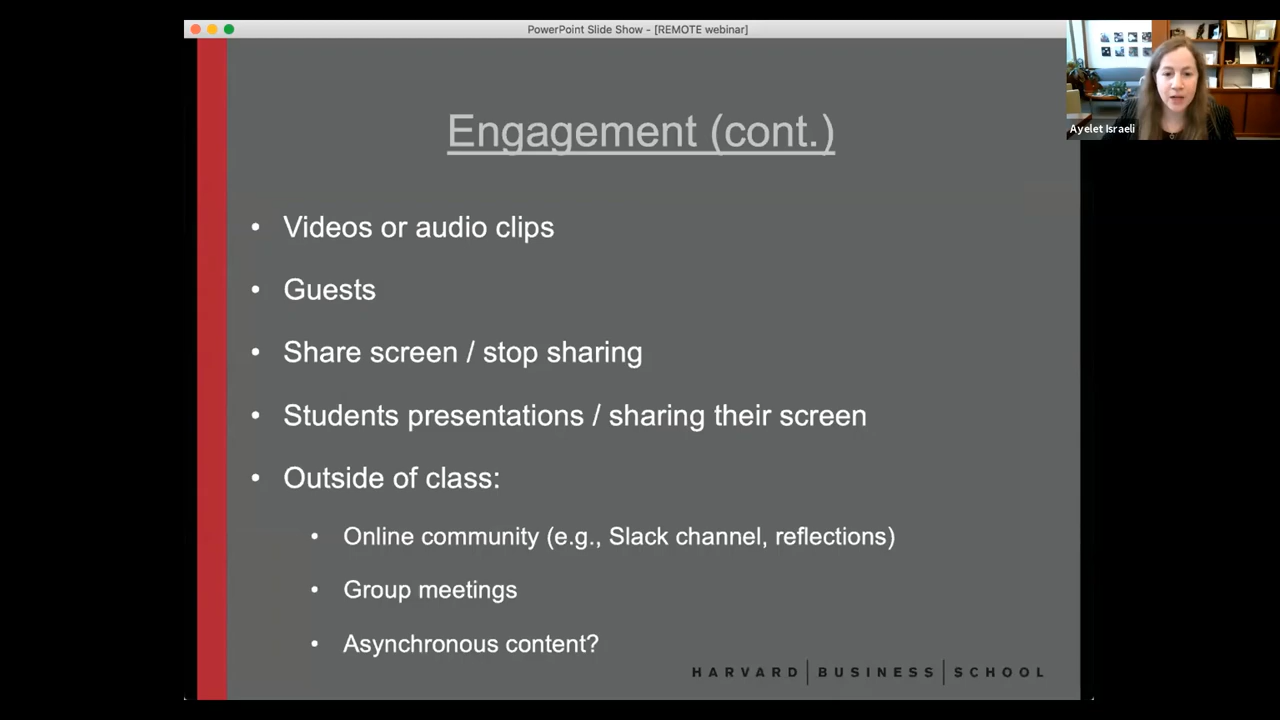 PowerPoint Slide Show - [REMOTE webinar]
Ayelet Israeli
Engagement (cont.)
• Videos or audio clips
• Guests
• Share screen / stop sharing
• Students presentations / sharing their screen
• Outside of class:
• Online community (e.g., Slack channel, reflections)
• Group meetings
• Asynchronous content?
HARVARD | BUSINESS | SCHOOL